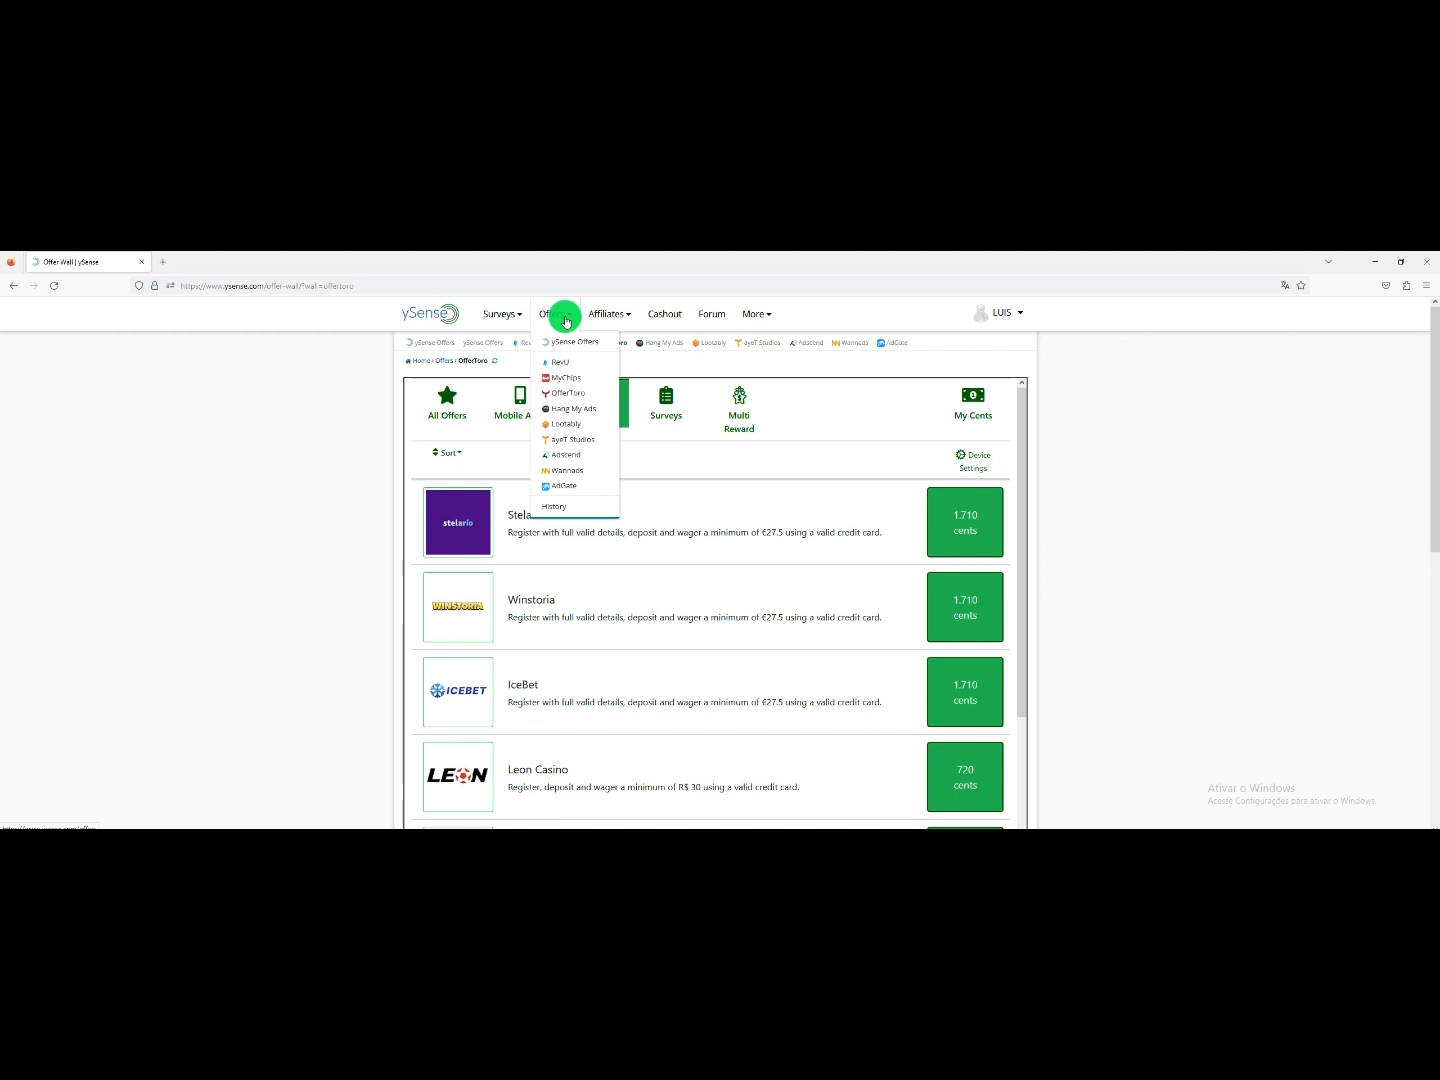 Offer Wall | ySense
https://www.ysense.com/offer-wall/?wall=offertoro
ySense Surveys Affiliates Cashout Forum More LUIS
ySense Offers ySense Offers Hang My Ads Lootably ayeT Studios Adscend Wannads AdGate
Home › Offers › OfferToro
ySense Offers
RevU
MyChips
OfferToro
Hang My Ads
Lootably
ayeT Studios
Adscend
Wannads
AdGate
History
All Offers
Surveys
Multi
Reward
My Cents
Sort
Device
Settings
stelario
Register with full valid details, deposit and wager a minimum of €27.5 using a valid credit card.
1.710
cents
WINSTORIA
Winstoria
Register with full valid details, deposit and wager a minimum of €27.5 using a valid credit card.
1.710
cents
ICEBET
IceBet
Register with full valid details, deposit and wager a minimum of €27.5 using a valid credit card.
1.710
cents
LEON
Leon Casino
Register, deposit and wager a minimum of R$ 30 using a valid credit card.
720
cents
Ativar o Windows
Acesse Configurações para ativar o Windows.